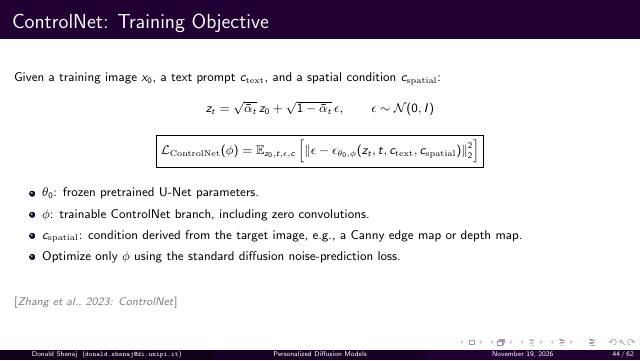 ControlNet: Training Objective
Given a training image x₀, a text prompt c_text, and a spatial condition c_spatial:
z_t = √ᾱ_t z₀ + √1 − ᾱ_t ϵ, ϵ ∼ 𝒩(0, I)
ℒ_ControlNet(ϕ) = 𝔼_z₀,t,ϵ,c [‖ϵ − ϵ_θ₀,ϕ(z_t, t, c_text, c_spatial)‖₂²]
θ₀: frozen pretrained U-Net parameters.
ϕ: trainable ControlNet branch, including zero convolutions.
c_spatial: condition derived from the target image, e.g., a Canny edge map or depth map.
Optimize only ϕ using the standard diffusion noise-prediction loss.
[Zhang et al., 2023: ControlNet]
Donald Shenaj (donald.shenaj@di.unipi.it) Personalized Diffusion Models November 19, 2026 44 / 62